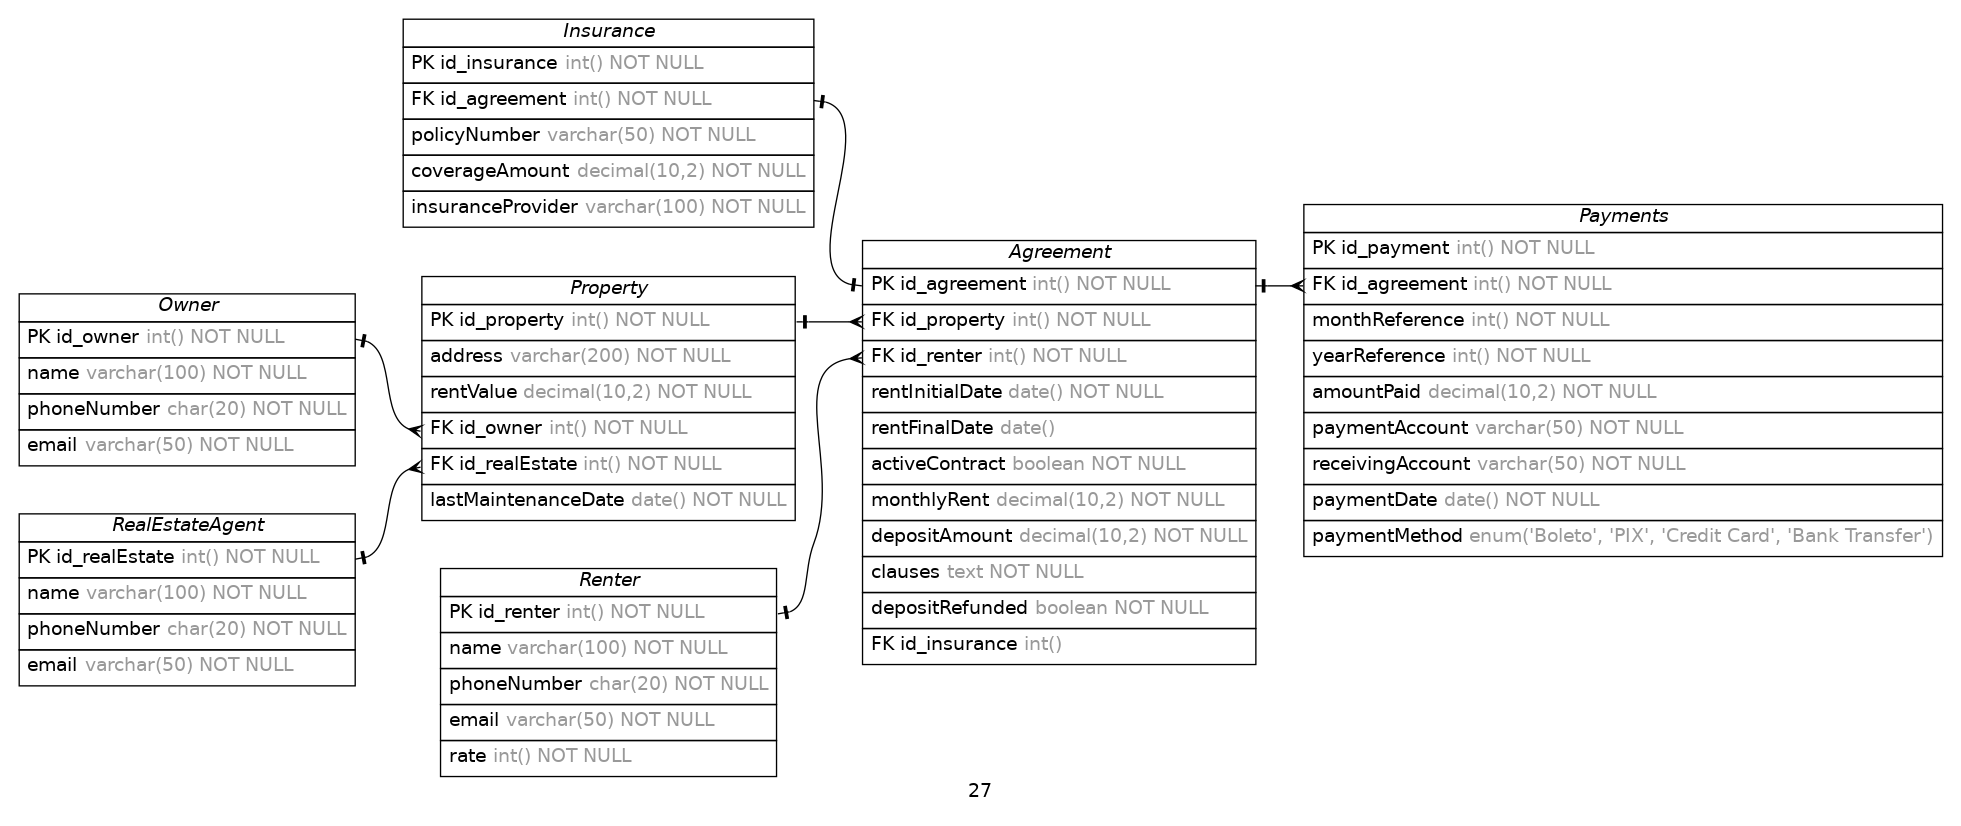 Insurance
PK id_insurance int() NOT NULL
FK id_agreement int() NOT NULL
policyNumber varchar(50) NOT NULL
coverageAmount decimal(10,2) NOT NULL
insuranceProvider varchar(100) NOT NULL
Owner
PK id_owner int() NOT NULL
name varchar(100) NOT NULL
phoneNumber char(20) NOT NULL
email varchar(50) NOT NULL
RealEstateAgent
PK id_realEstate int() NOT NULL
name varchar(100) NOT NULL
phoneNumber char(20) NOT NULL
email varchar(50) NOT NULL
Property
PK id_property int() NOT NULL
address varchar(200) NOT NULL
rentValue decimal(10,2) NOT NULL
FK id_owner int() NOT NULL
FK id_realEstate int() NOT NULL
lastMaintenanceDate date() NOT NULL
Renter
PK id_renter int() NOT NULL
name varchar(100) NOT NULL
phoneNumber char(20) NOT NULL
email varchar(50) NOT NULL
rate int() NOT NULL
Agreement
PK id_agreement int() NOT NULL
FK id_property int() NOT NULL
FK id_renter int() NOT NULL
rentInitialDate date() NOT NULL
rentFinalDate date()
activeContract boolean NOT NULL
monthlyRent decimal(10,2) NOT NULL
depositAmount decimal(10,2) NOT NULL
clauses text NOT NULL
depositRefunded boolean NOT NULL
FK id_insurance int()
Payments
PK id_payment int() NOT NULL
FK id_agreement int() NOT NULL
monthReference int() NOT NULL
yearReference int() NOT NULL
amountPaid decimal(10,2) NOT NULL
paymentAccount varchar(50) NOT NULL
receivingAccount varchar(50) NOT NULL
paymentDate date() NOT NULL
paymentMethod enum('Boleto', 'PIX', 'Credit Card', 'Bank Transfer')
27